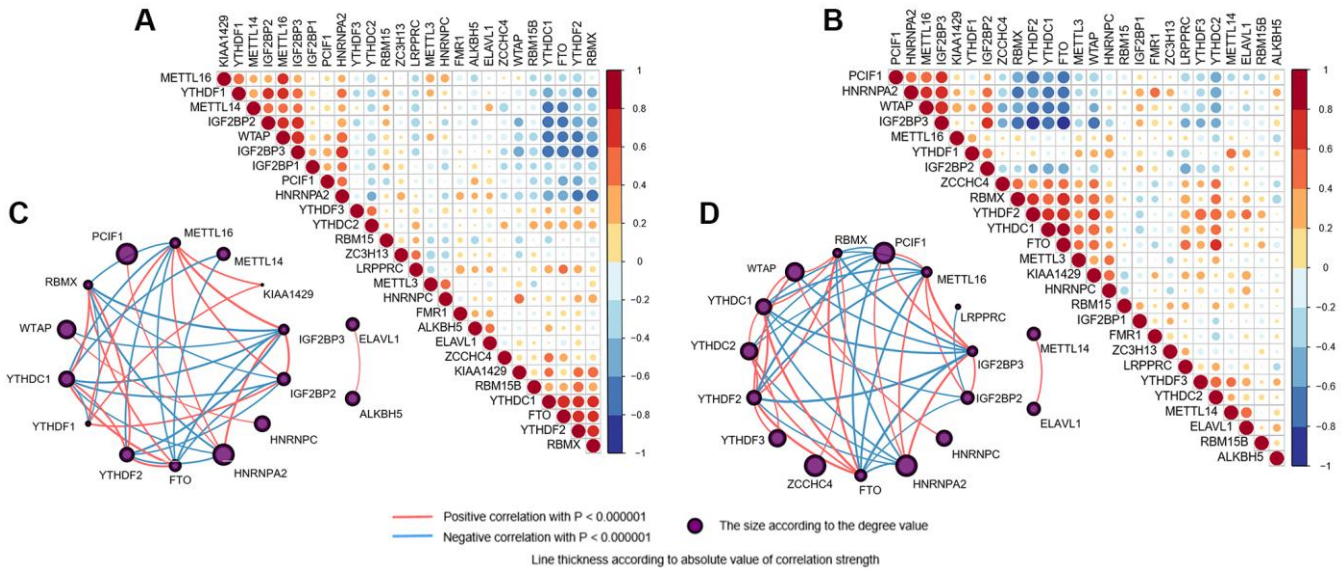 A
KIAA1429
YTHDF1
METTL14
IGF2BP2
METTL16
IGF2BP3
IGF2BP1
PCIF1
HNRNPA2
YTHDF3
YTHDC2
RBM15
ZC3H13
LRPPRC
METTL3
HNRNPC
FMR1
ALKBH5
ELAVL1
ZCCHC4
WTAP
RBM15B
YTHDC1
FTO
YTHDF2
RBMX
METTL16
YTHDF1
METTL14
IGF2BP2
WTAP
IGF2BP3
IGF2BP1
PCIF1
HNRNPA2
YTHDF3
YTHDC2
RBM15
ZC3H13
LRPPRC
METTL3
HNRNPC
FMR1
ALKBH5
ELAVL1
ZCCHC4
KIAA1429
RBM15B
YTHDC1
FTO
YTHDF2
RBMX
1
0.8
0.6
0.4
0.2
0
−0.2
−0.4
−0.6
−0.8
−1
B
PCIF1
HNRNPA2
METTL16
IGF2BP3
KIAA1429
YTHDF1
IGF2BP2
ZCCHC4
RBMX
YTHDF2
YTHDC1
FTO
METTL3
WTAP
HNRNPC
RBM15
IGF2BP1
FMR1
ZC3H13
LRPPRC
YTHDF3
YTHDC2
METTL14
ELAVL1
RBM15B
ALKBH5
PCIF1
HNRNPA2
WTAP
IGF2BP3
METTL16
YTHDF1
IGF2BP2
ZCCHC4
RBMX
YTHDF2
YTHDC1
FTO
METTL3
KIAA1429
HNRNPC
RBM15
IGF2BP1
FMR1
ZC3H13
LRPPRC
YTHDF3
YTHDC2
METTL14
ELAVL1
RBM15B
ALKBH5
1
0.8
0.6
0.4
0.2
0
−0.2
−0.4
−0.6
−0.8
−1
C
METTL16
PCIF1
METTL14
RBMX
KIAA1429
WTAP
IGF2BP3
ELAVL1
YTHDC1
IGF2BP2
ALKBH5
YTHDF1
HNRNPC
YTHDF2
HNRNPA2
FTO
D
RBMX
PCIF1
WTAP
METTL16
YTHDC1
LRPPRC
YTHDC2
IGF2BP3
METTL14
YTHDF2
IGF2BP2
ELAVL1
YTHDF3
HNRNPC
ZCCHC4
HNRNPA2
FTO
Positive correlation with P < 0.000001
Negative correlation with P < 0.000001
The size according to the degree value
Line thickness according to absolute value of correlation strength